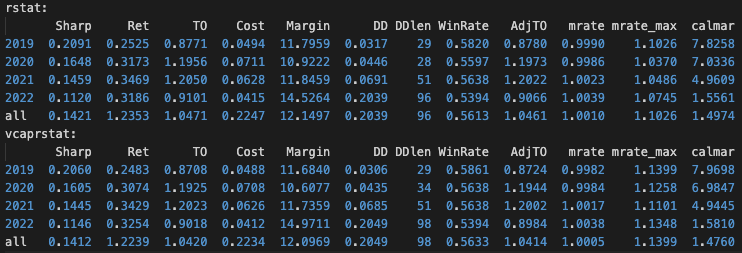 rstat:
Sharp Ret TO Cost Margin DD DDlen WinRate AdjTO mrate mrate_max calmar
2019 0.2091 0.2525 0.8771 0.0494 11.7959 0.0317 29 0.5820 0.8780 0.9990 1.1026 7.8258
2020 0.1648 0.3173 1.1956 0.0711 10.9222 0.0446 28 0.5597 1.1973 0.9986 1.0370 7.0336
2021 0.1459 0.3469 1.2050 0.0628 11.8459 0.0691 51 0.5638 1.2022 1.0023 1.0486 4.9609
2022 0.1120 0.3186 0.9101 0.0415 14.5264 0.2039 96 0.5394 0.9066 1.0039 1.0745 1.5561
all 0.1421 1.2353 1.0471 0.2247 12.1497 0.2039 96 0.5613 1.0461 1.0010 1.1026 1.4974
vcaprstat:
Sharp Ret TO Cost Margin DD DDlen WinRate AdjTO mrate mrate_max calmar
2019 0.2060 0.2483 0.8708 0.0488 11.6840 0.0306 29 0.5861 0.8724 0.9982 1.1399 7.9698
2020 0.1605 0.3074 1.1925 0.0708 10.6077 0.0435 34 0.5638 1.1944 0.9984 1.1258 6.9847
2021 0.1445 0.3429 1.2023 0.0626 11.7359 0.0685 51 0.5638 1.2002 1.0017 1.1101 4.9445
2022 0.1146 0.3254 0.9018 0.0412 14.9711 0.2049 98 0.5394 0.8984 1.0038 1.1348 1.5810
all 0.1412 1.2239 1.0420 0.2234 12.0969 0.2049 98 0.5633 1.0414 1.0005 1.1399 1.4760